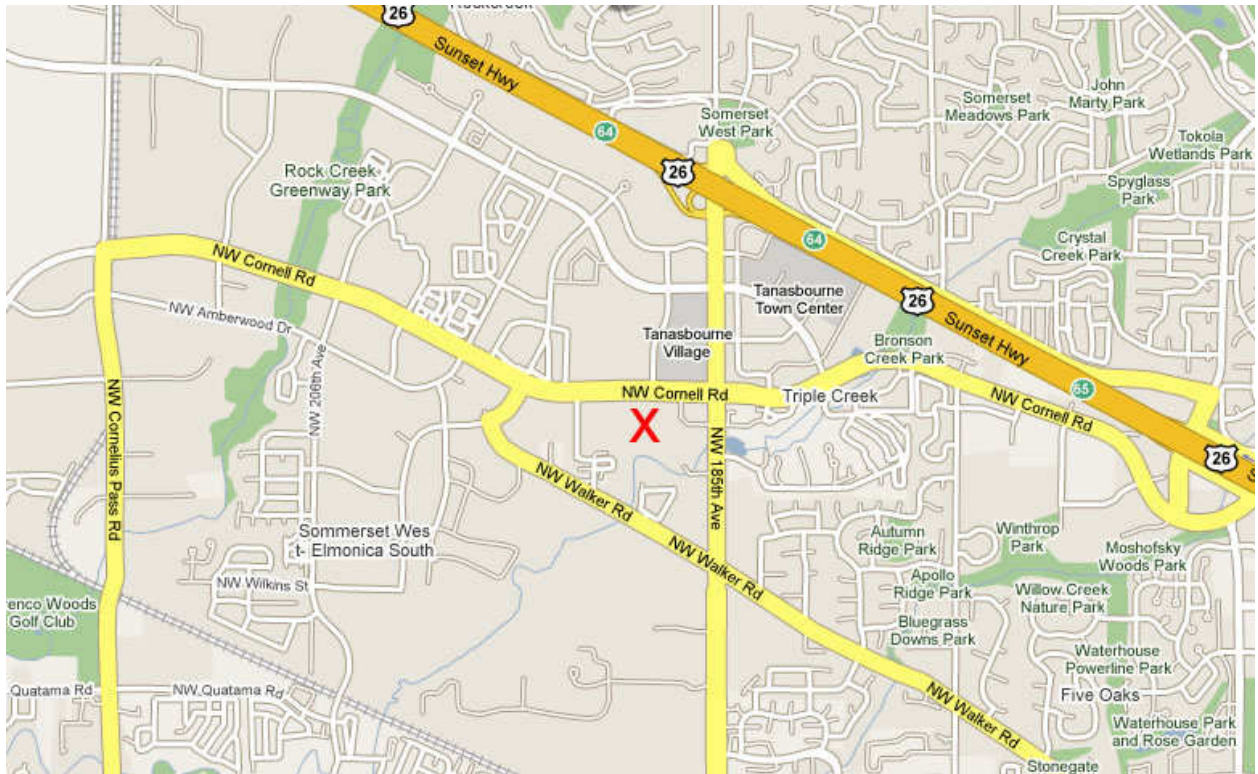 26
Sunset Hwy
64
Somerset
West Park
Somerset
Meadows Park
John
Marty Park
Tokola
Wetlands Park
Spyglass
Park
Crystal
Creek Park
26
Rock Creek
Greenway Park
64
NW Cornell Rd
Tanasbourne
Town Center
26
Sunset Hwy
NW Amberwood Dr
Tanasbourne
Village
Bronson
Creek Park
NW 206th Ave
NW Cornell Rd
Triple Creek
65
NW Cornell Rd
X
NW Cornelius Pass Rd
NW 185th Ave
26
S
NW Walker Rd
Sommerset Wes
t- Elmonica South
Autumn
Ridge Park
Winthrop
Park
Moshofsky
Woods Park
NW Walker Rd
NW Wilkins St
Apollo
Ridge Park
Willow Creek
Nature Park
renco Woods
Golf Club
Bluegrass
Downs Park
Waterhouse
Powerline Park
Quatama Rd
NW Quatama Rd
Five Oaks
NW Walker Rd
Waterhouse Park
and Rose Garden
Stonegate